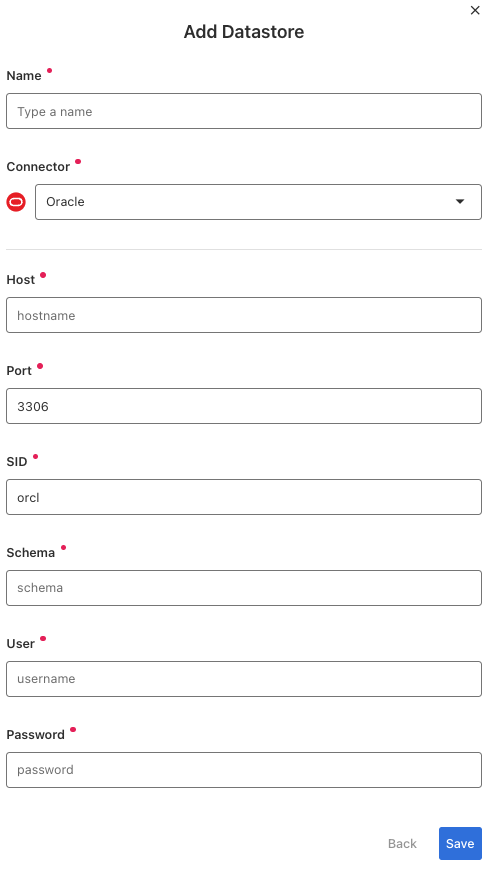 Add Datastore
Name
Type a name
Connector
Oracle
Host
hostname
Port
3306
SID
orcl
Schema
schema
User
username
Password
password
Back Save